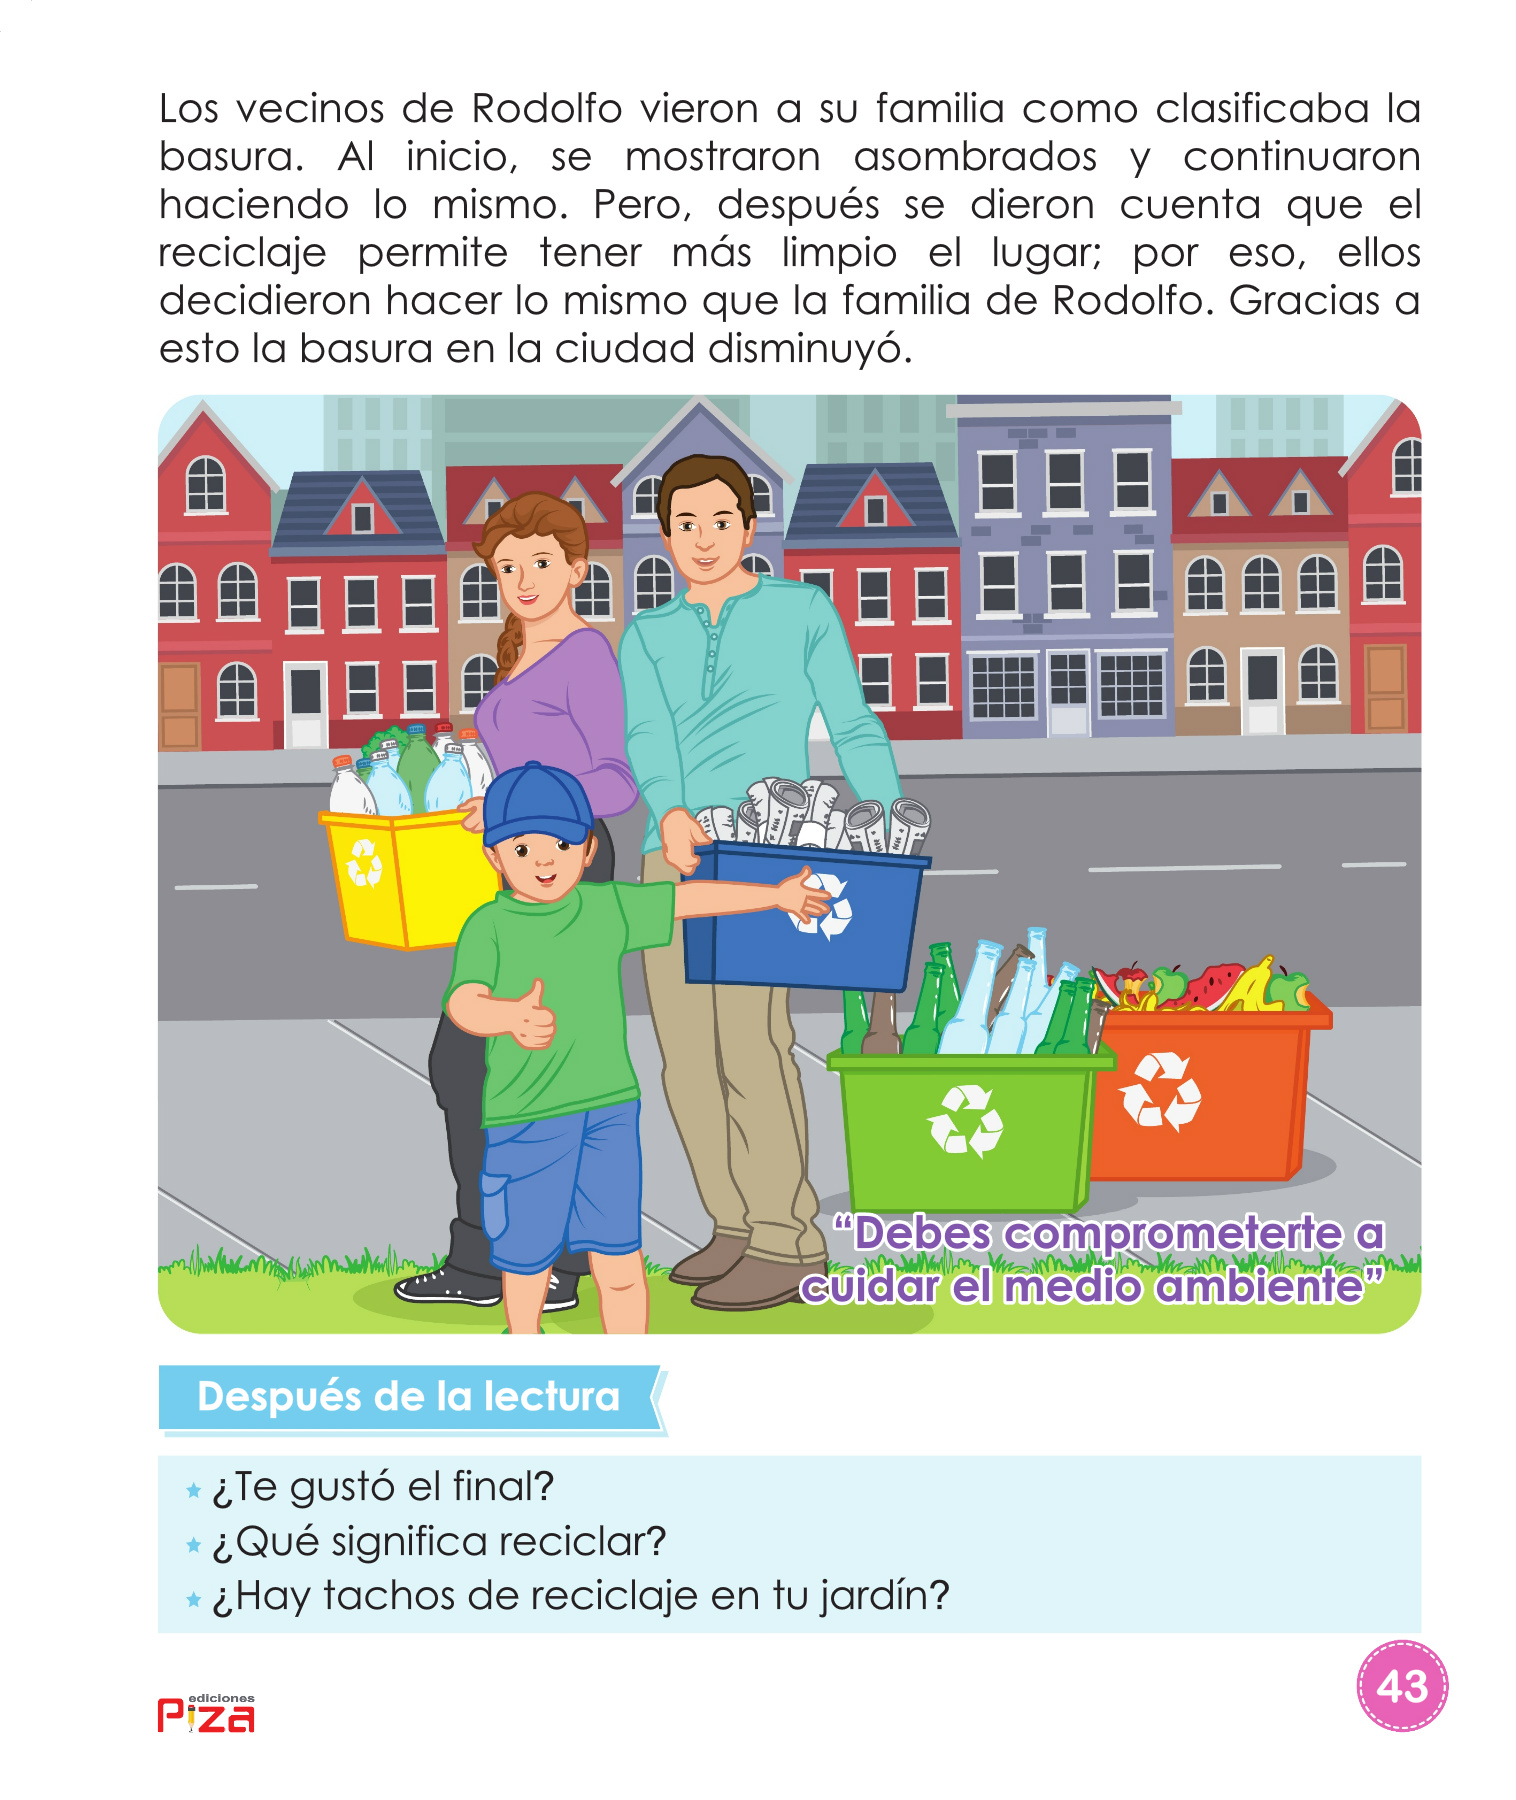 Los vecinos de Rodolfo vieron a su familia como clasificaba la
basura. Al inicio, se mostraron asombrados y continuaron
haciendo lo mismo. Pero, después se dieron cuenta que el
reciclaje permite tener más limpio el lugar; por eso, ellos
decidieron hacer lo mismo que la familia de Rodolfo. Gracias a
esto la basura en la ciudad disminuyó.
“Debes comprometerte a
cuidar el medio ambiente”
Después de la lectura
¿Te gustó el final?
¿Qué significa reciclar?
¿Hay tachos de reciclaje en tu jardín?
ediciones
Piza
43